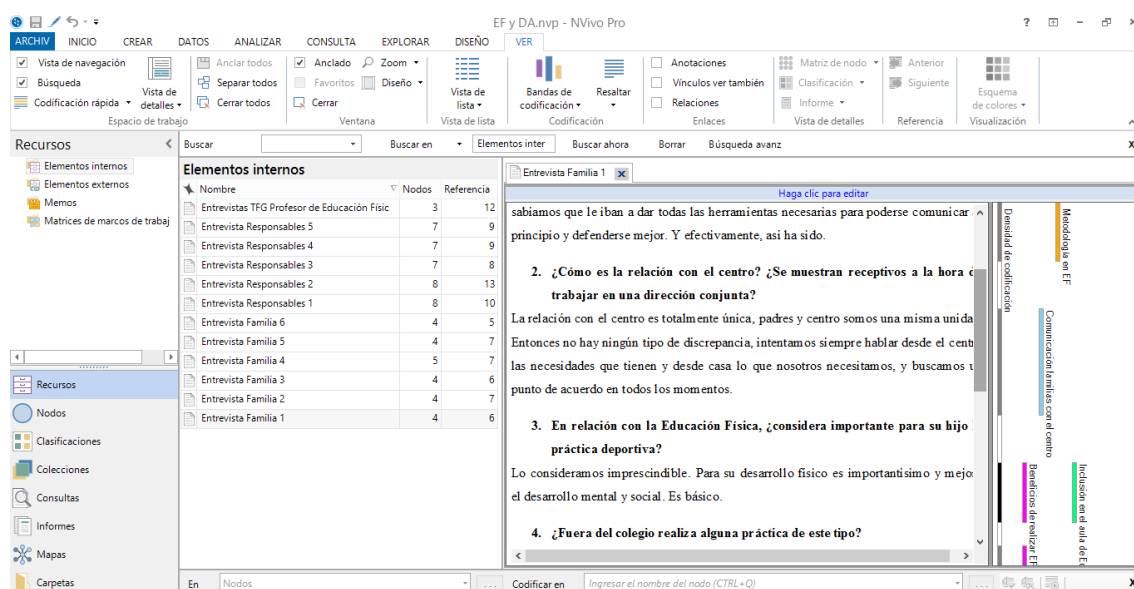 EF y DA.nvp - NVivo Pro
ARCHIV INICIO CREAR DATOS ANALIZAR CONSULTA EXPLORAR DISEÑO VER
Vista de navegación
Búsqueda
Codificación rápida
Vista de detalles
Espacio de trabajo
Anclar todos
Separar todos
Cerrar todos
Anclado
Favoritos
Cerrar
Zoom
Diseño
Ventana
Vista de lista
Vista de lista
Bandas de codificación
Resaltar
Codificación
Anotaciones
Vínculos ver también
Relaciones
Enlaces
Matriz de nodo
Clasificación
Informe
Vista de detalles
Anterior
Siguiente
Referencia
Esquema de colores
Visualización
Recursos
Buscar Buscar en Elementos inter Buscar ahora Borrar Búsqueda avanz
Elementos internos
Elementos externos
Memos
Matrices de marcos de trabaj
Recursos
Nodos
Clasificaciones
Colecciones
Consultas
Informes
Mapas
Carpetas
Elementos internos
Nombre Nodos Referencia
Entrevistas TFG Profesor de Educación Físic 3 12
Entrevista Responsables 5 7 9
Entrevista Responsables 4 7 9
Entrevista Responsables 3 7 8
Entrevista Responsables 2 8 13
Entrevista Responsables 1 8 10
Entrevista Familia 6 4 5
Entrevista Familia 5 4 7
Entrevista Familia 4 5 7
Entrevista Familia 3 4 6
Entrevista Familia 2 4 7
Entrevista Familia 1 4 6
Entrevista Familia 1
Haga clic para editar
sabiamos que le iban a dar todas las herramientas necesarias para poderse comunicar
principio y defenderse mejor. Y efectivamente, asi ha sido.
2. ¿Cómo es la relación con el centro? ¿Se muestran receptivos a la hora d
trabajar en una dirección conjunta?
La relación con el centro es totalmente única, padres y centro somos una misma unida
Entonces no hay ningún tipo de discrepancia, intentamos siempre hablar desde el cent
las necesidades que tienen y desde casa lo que nosotros necesitamos, y buscamos u
punto de acuerdo en todos los momentos.
3. En relación con la Educación Física, ¿considera importante para su hijo
práctica deportiva?
Lo consideramos imprescindible. Para su desarrollo físico es importantísimo y mejo
el desarrollo mental y social. Es básico.
4. ¿Fuera del colegio realiza alguna práctica de este tipo?
Densidad de codificación
Metodología en EF
Comunicación familias con el centro
Beneficios de realizar EF
Inclusión en el aula de Ec
En Nodos ... Codificar en Ingresar el nombre del nodo (CTRL+Q) ...